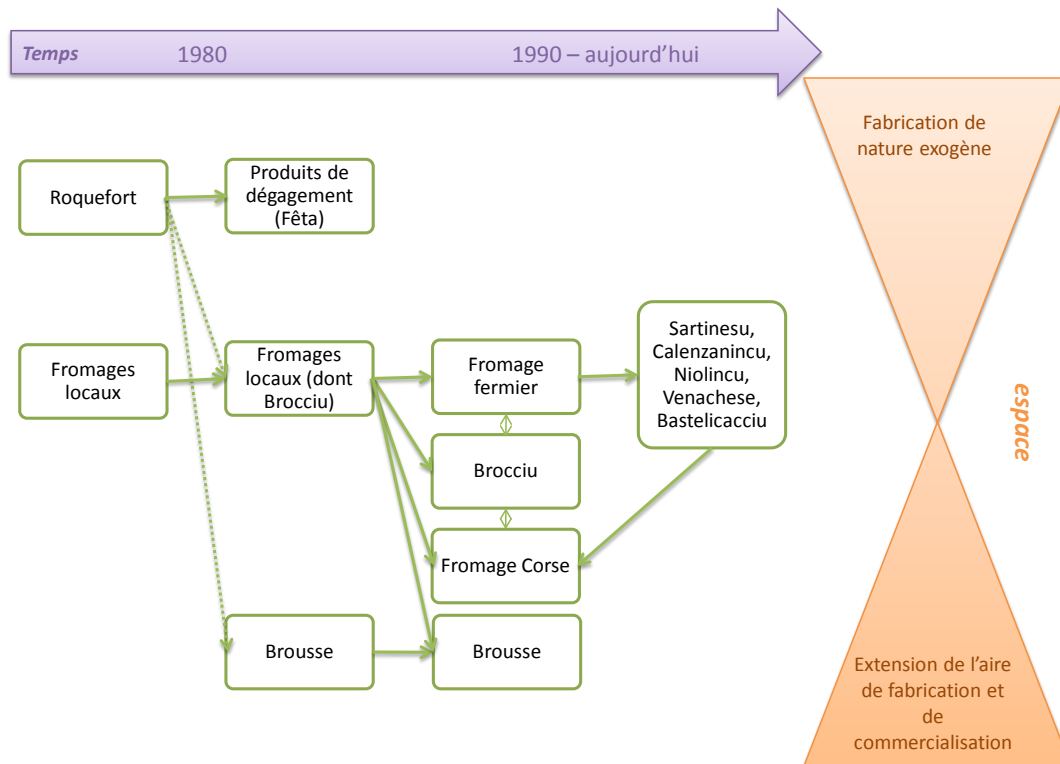 Temps
1980
1990 – aujourd'hui
Fabrication de
nature exogène
Roquefort
Produits de
dégagement
(Fêta)
Fromages
locaux
Fromages
locaux (dont
Brocciu)
Fromage
fermier
Sartinesu,
Calenzanincu,
Niolincu,
Venachese,
Bastelicacciu
espace
Brocciu
Fromage Corse
Brousse
Brousse
Extension de l'aire
de fabrication et
de
commercialisation